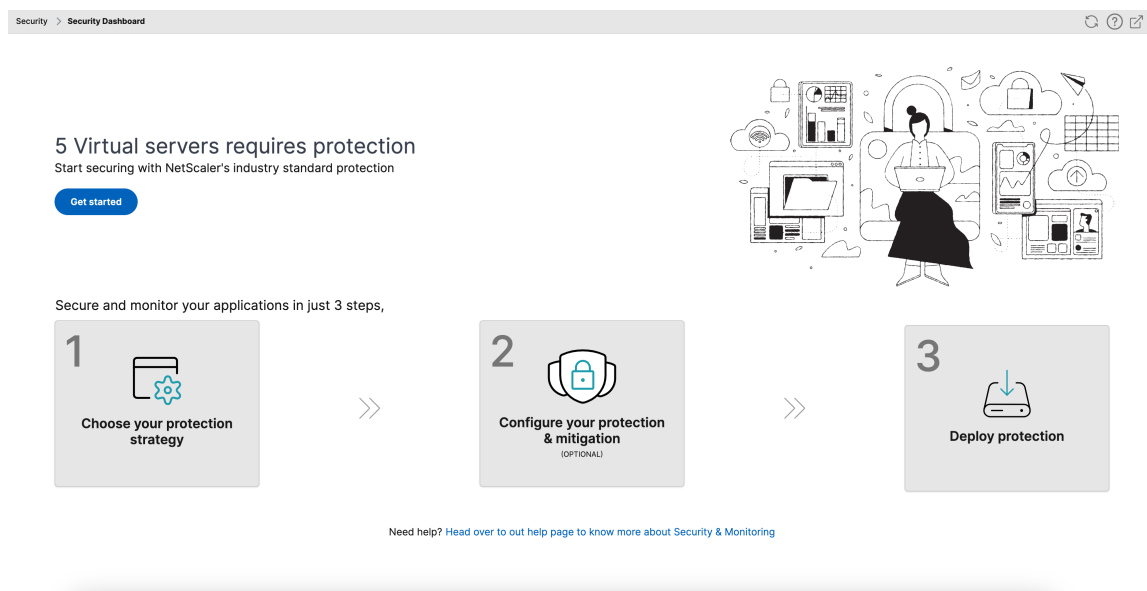 Security > Security Dashboard
5 Virtual servers requires protection
Start securing with NetScaler's industry standard protection
Get started
Secure and monitor your applications in just 3 steps,
1
Choose your protection
strategy
2
Configure your protection
& mitigation
(OPTIONAL)
3
Deploy protection
Need help? Head over to out help page to know more about Security & Monitoring